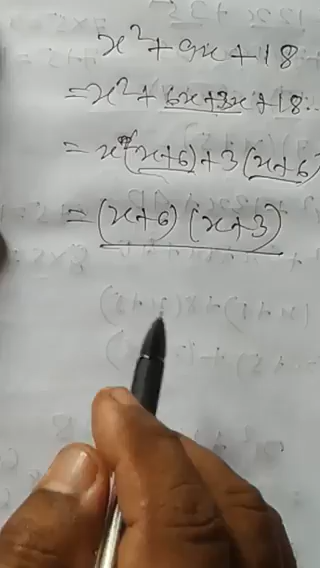 x² + 9x + 18
= x² + 6x + 3x + 18
= x(x+6) + 3(x+6)
= (x+6) (x+3)